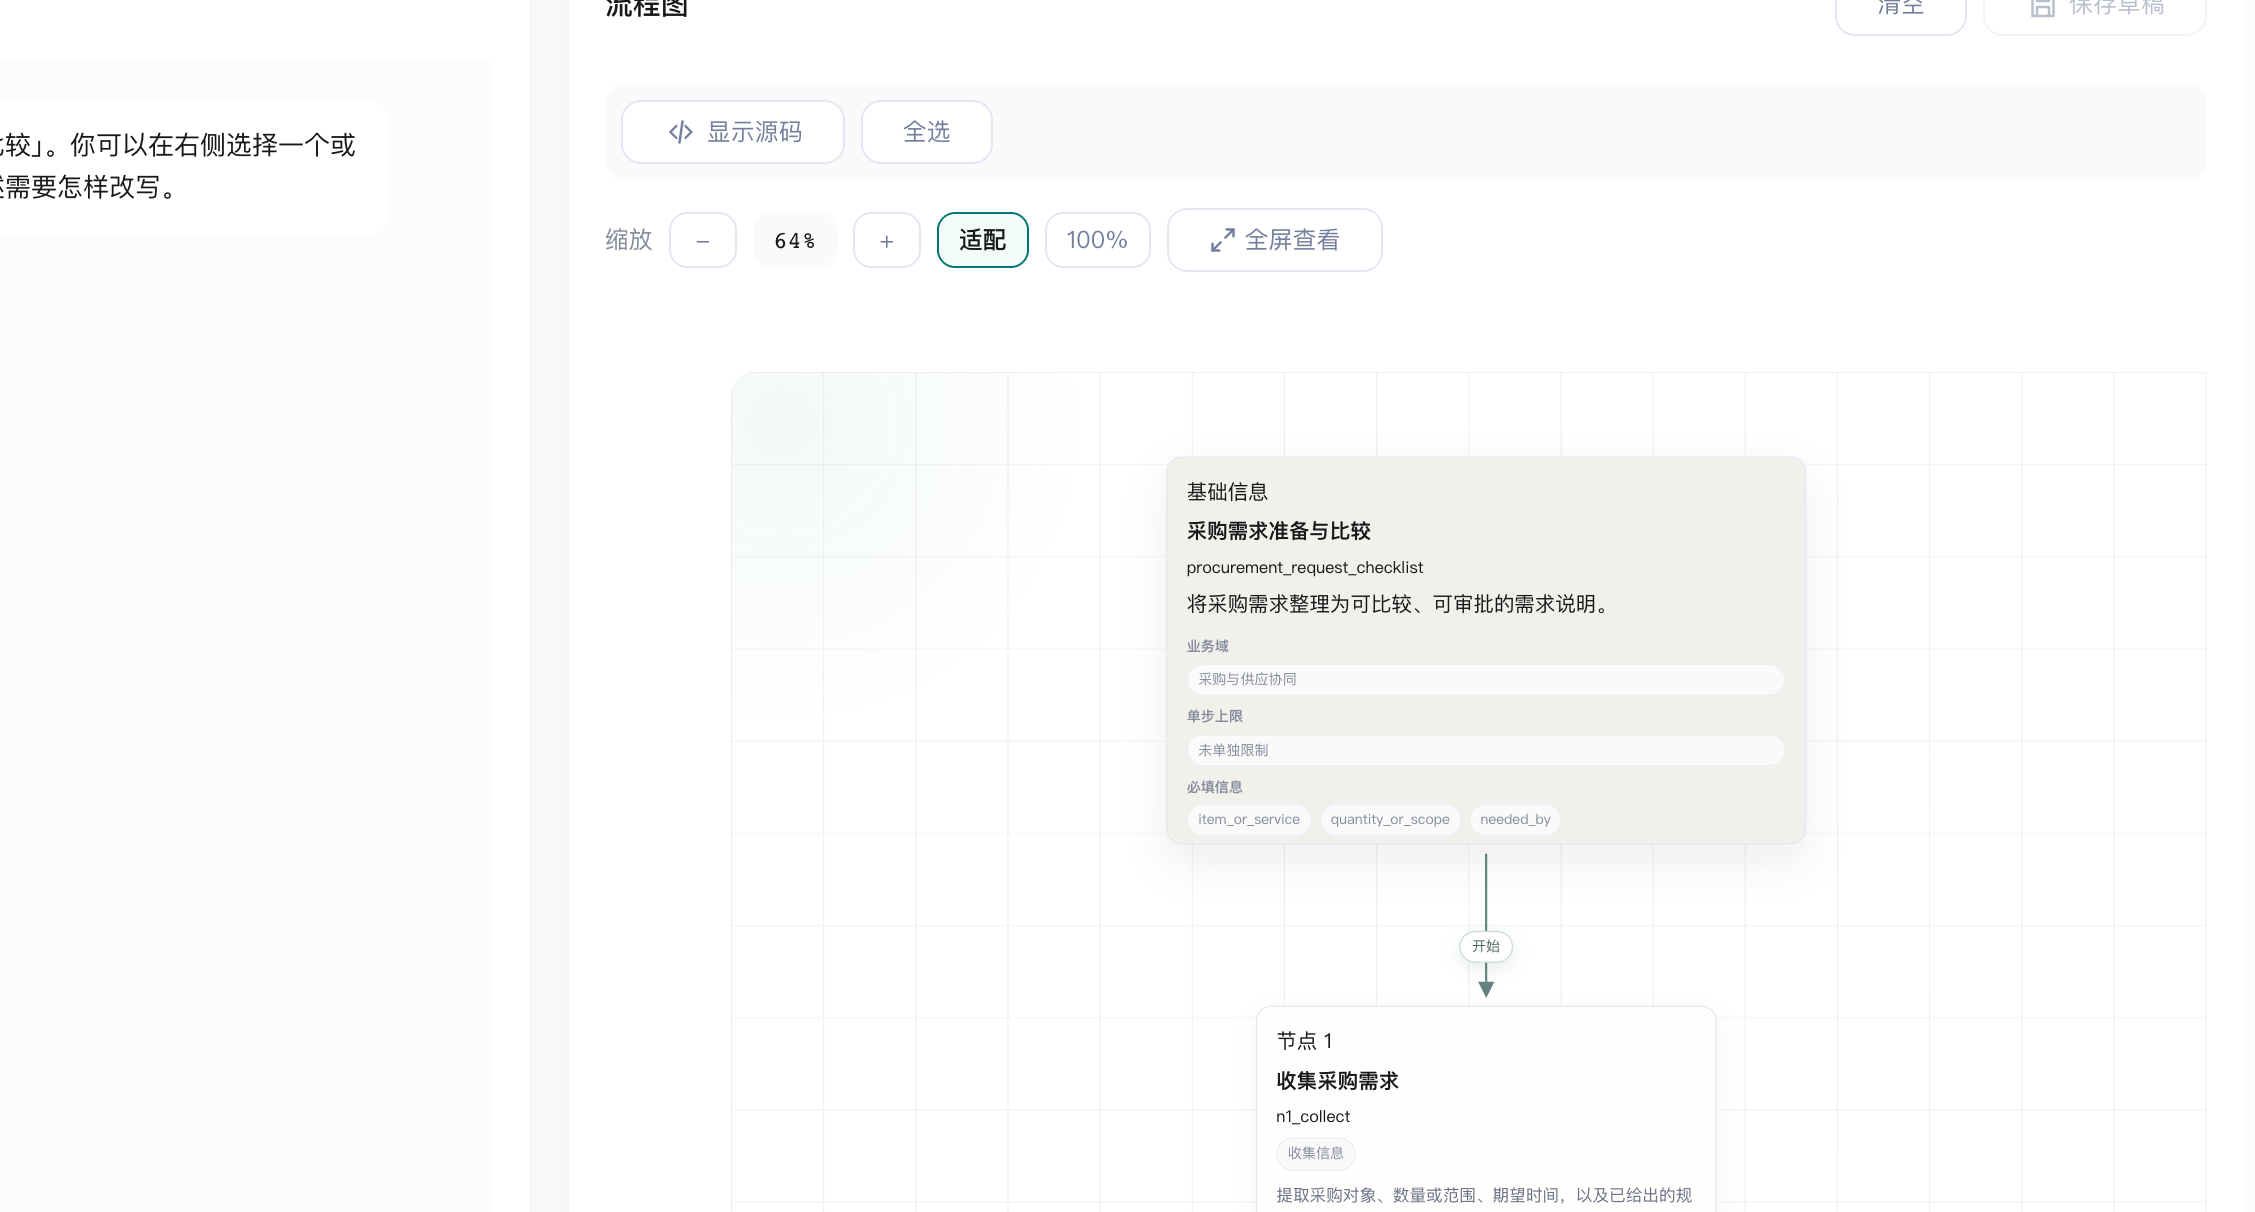 流程图
清空
保存草稿
较」。你可以在右侧选择一个或
需要怎样改写。
显示源码
全选
缩放
−
64%
+
适配
100%
全屏查看
基础信息
采购需求准备与比较
procurement_request_checklist
将采购需求整理为可比较、可审批的需求说明。
业务域
采购与供应协同
单步上限
未单独限制
必填信息
item_or_service quantity_or_scope needed_by
开始
节点 1
收集采购需求
n1_collect
收集信息
提取采购对象、数量或范围、期望时间，以及已给出的规